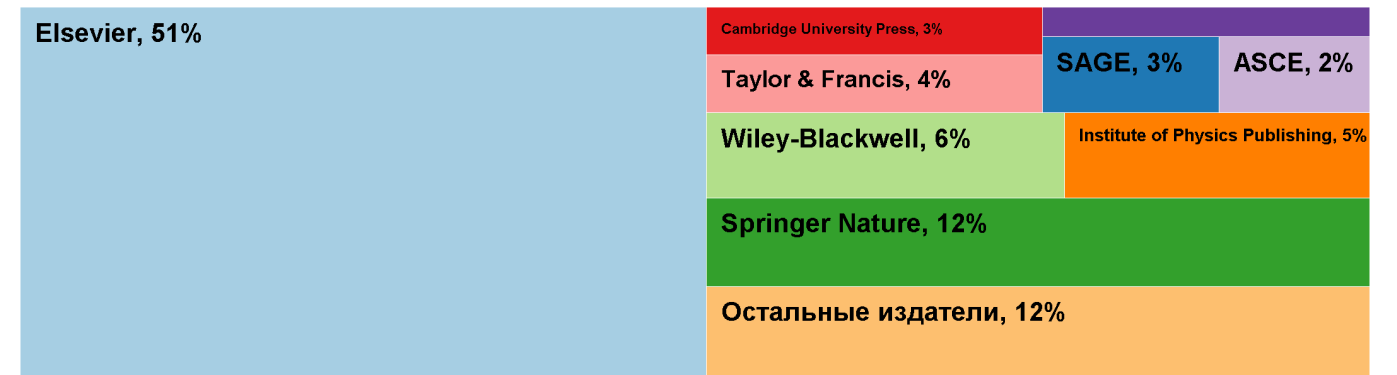 Elsevier, 51%
Cambridge University Press, 3%
Taylor & Francis, 4%
SAGE, 3%
ASCE, 2%
Wiley-Blackwell, 6%
Institute of Physics Publishing, 5%
Springer Nature, 12%
Остальные издатели, 12%